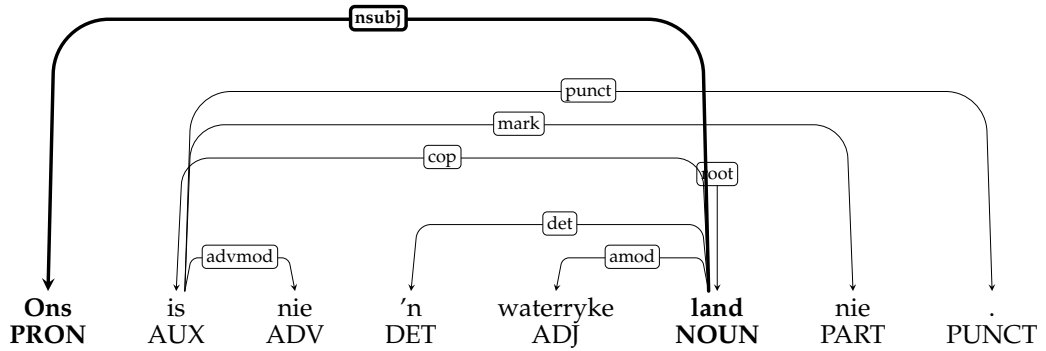 nsubj
punct
mark
cop
root
det
advmod
amod
Ons is nie 'n waterryke land nie .
PRON AUX ADV DET ADJ NOUN PART PUNCT